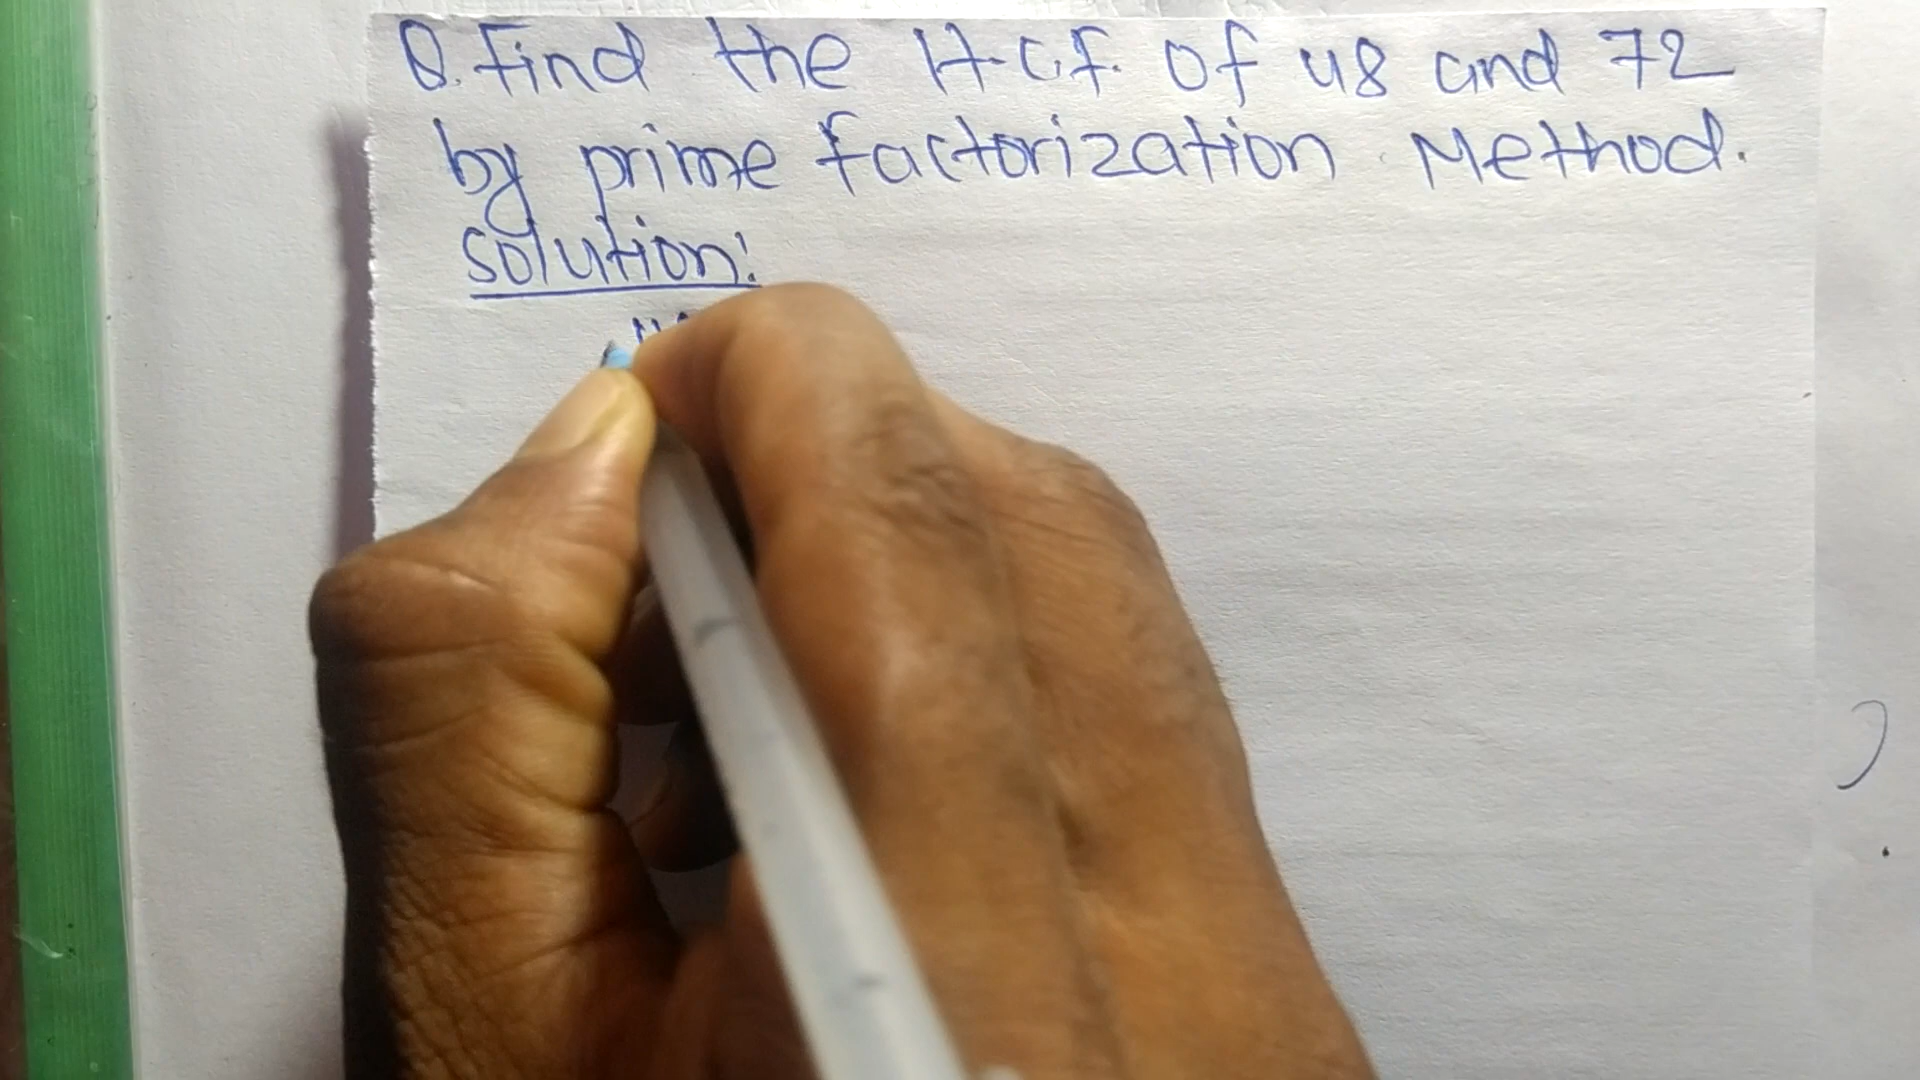 Q. Find the H.C.F. of 48 and 72
by prime factorization Method.
Solution: